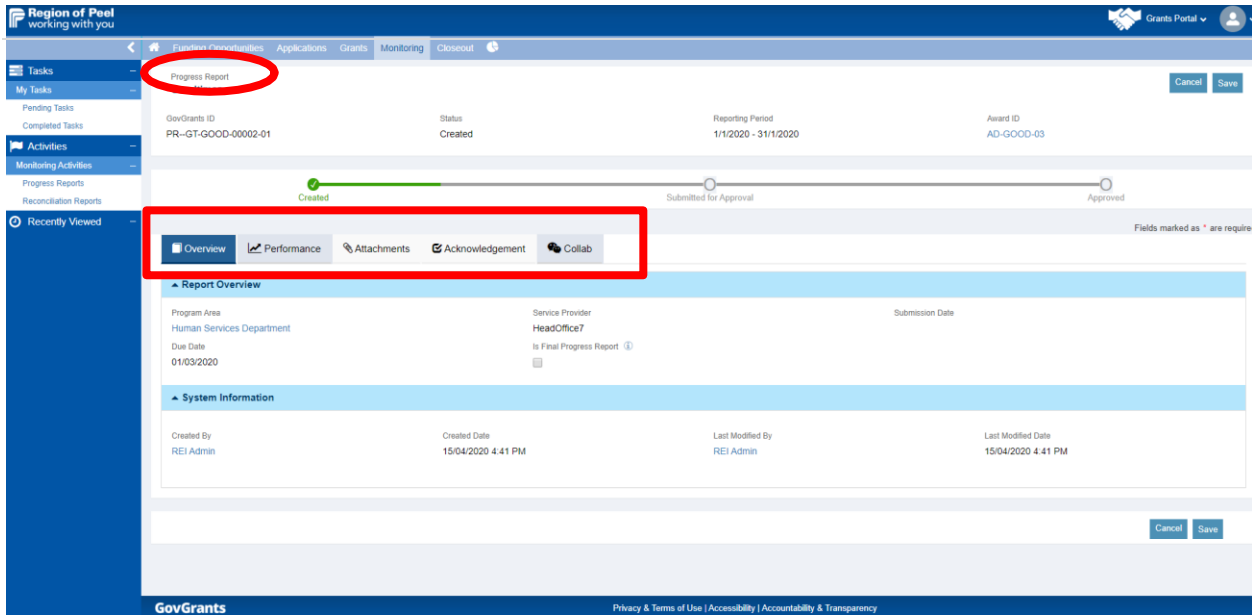 Region of Peel
working with you
Grants Portal
Funding Opportunities Applications Grants Monitoring Closeout
Tasks
My Tasks
Pending Tasks
Completed Tasks
Activities
Monitoring Activities
Progress Reports
Reconciliation Reports
Recently Viewed
Progress Report
Cancel Save
GovGrants ID Status Reporting Period Award ID
PR--GT-GOOD-00002-01 Created 1/1/2020 - 31/1/2020 AD-GOOD-03
Created Submitted for Approval Approved
Fields marked as * are require
Overview Performance Attachments Acknowledgement Collab
Report Overview
Program Area Service Provider Submission Date
Human Services Department HeadOffice7
Due Date Is Final Progress Report
01/03/2020
System Information
Created By Created Date Last Modified By Last Modified Date
REI Admin 15/04/2020 4:41 PM REI Admin 15/04/2020 4:41 PM
Cancel Save
GovGrants Privacy & Terms of Use | Accessibility | Accountability & Transparency